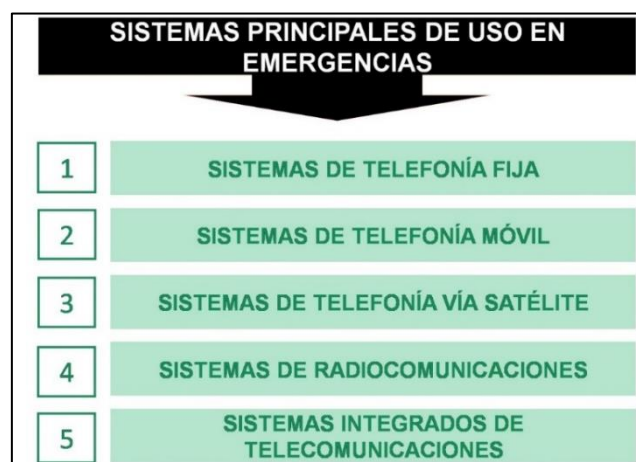 SISTEMAS PRINCIPALES DE USO EN
EMERGENCIAS
1
SISTEMAS DE TELEFONÍA FIJA
2
SISTEMAS DE TELEFONÍA MÓVIL
3
SISTEMAS DE TELEFONÍA VÍA SATÉLITE
4
SISTEMAS DE RADIOCOMUNICACIONES
5
SISTEMAS INTEGRADOS DE
TELECOMUNICACIONES